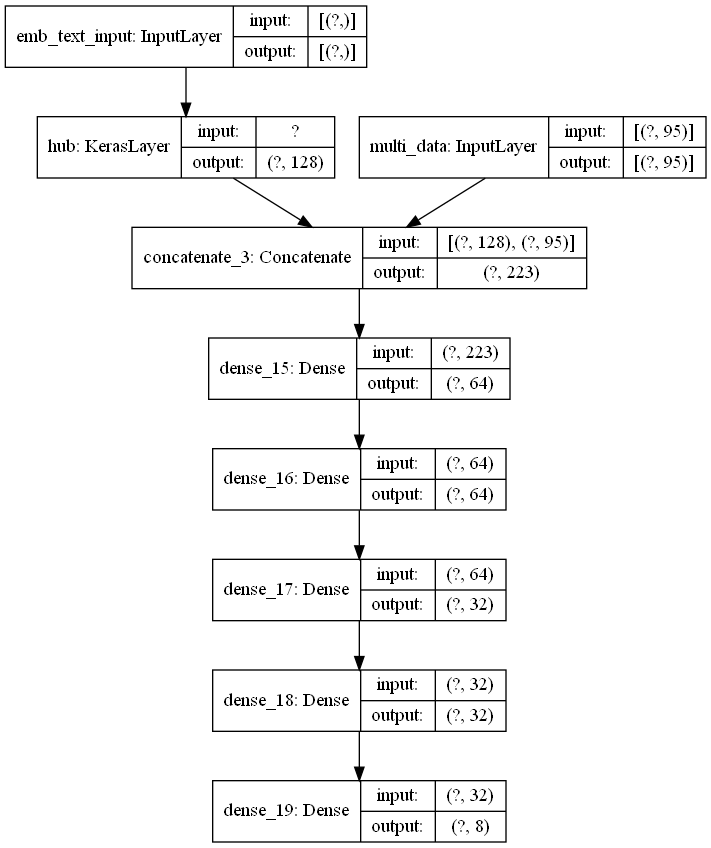 emb_text_input: InputLayer
input: [(?,)]
output: [(?,)]
hub: KerasLayer
input: ?
output: (?, 128)
multi_data: InputLayer
input: [(?, 95)]
output: [(?, 95)]
concatenate_3: Concatenate
input: [(?, 128), (?, 95)]
output: (?, 223)
dense_15: Dense
input: (?, 223)
output: (?, 64)
dense_16: Dense
input: (?, 64)
output: (?, 64)
dense_17: Dense
input: (?, 64)
output: (?, 32)
dense_18: Dense
input: (?, 32)
output: (?, 32)
dense_19: Dense
input: (?, 32)
output: (?, 8)